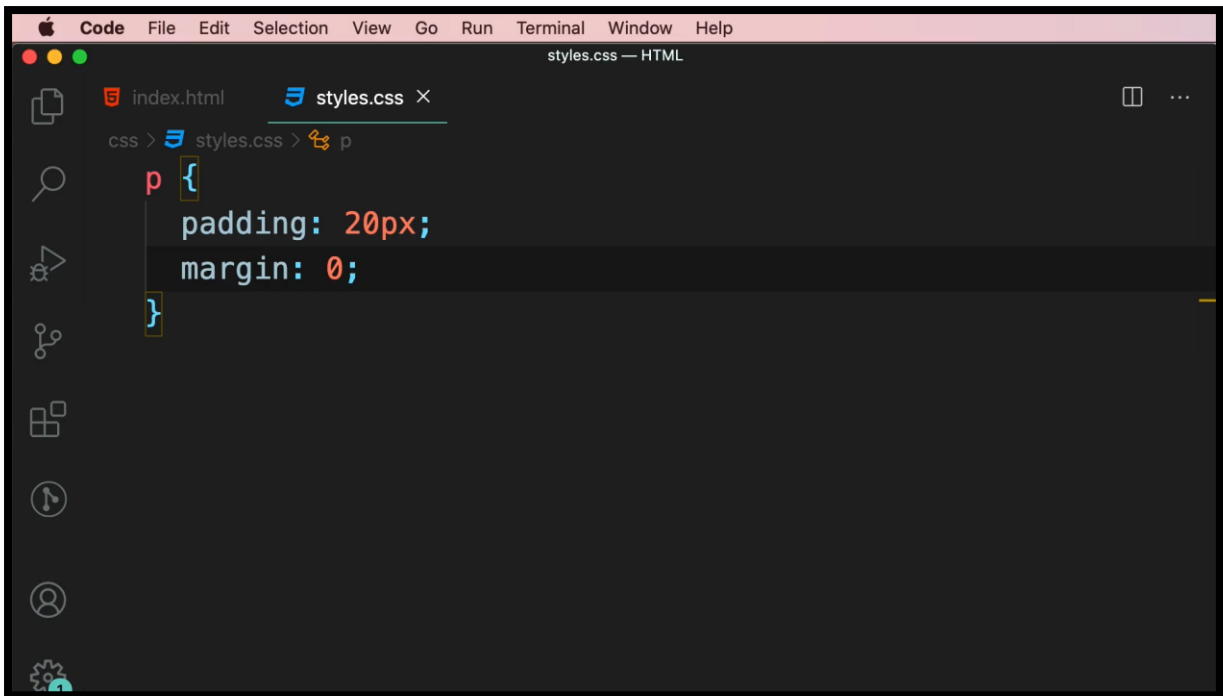 Code File Edit Selection View Go Run Terminal Window Help
styles.css — HTML
index.html styles.css
css > styles.css > p
p {
padding: 20px;
margin: 0;
}
1